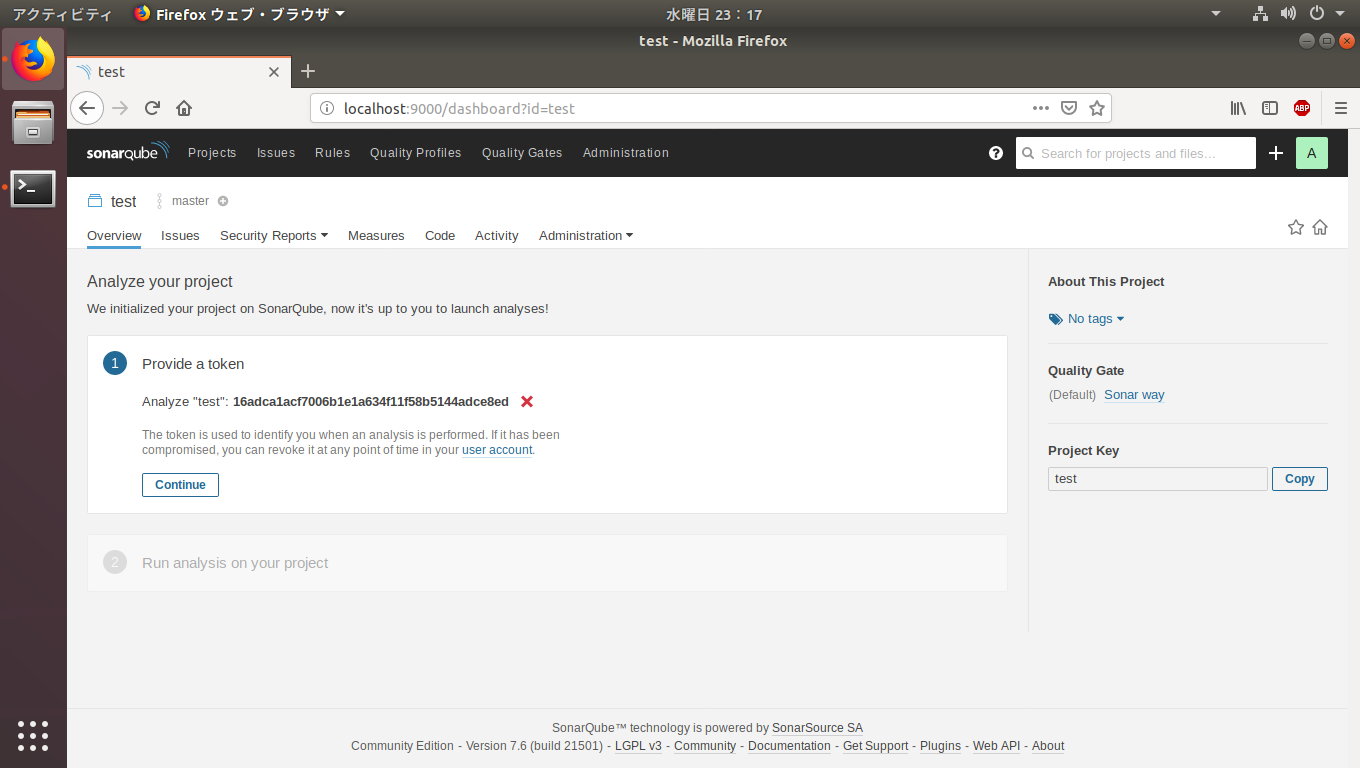 アクティビティ Firefox ウェブ・ブラウザ 水曜日 23：17
test - Mozilla Firefox
test
localhost:9000/dashboard?id=test
ABP
sonarqube Projects Issues Rules Quality Profiles Quality Gates Administration ? Search for projects and files... A
test master
Overview Issues Security Reports Measures Code Activity Administration
Analyze your project
We initialized your project on SonarQube, now it's up to you to launch analyses!
1 Provide a token
Analyze "test": 16adca1acf7006b1e1a634f11f58b5144adce8ed
The token is used to identify you when an analysis is performed. If it has been
compromised, you can revoke it at any point of time in your user account.
Continue
2 Run analysis on your project
About This Project
No tags
Quality Gate
(Default) Sonar way
Project Key
test Copy
SonarQube™ technology is powered by SonarSource SA
Community Edition - Version 7.6 (build 21501) - LGPL v3 - Community - Documentation - Get Support - Plugins - Web API - About